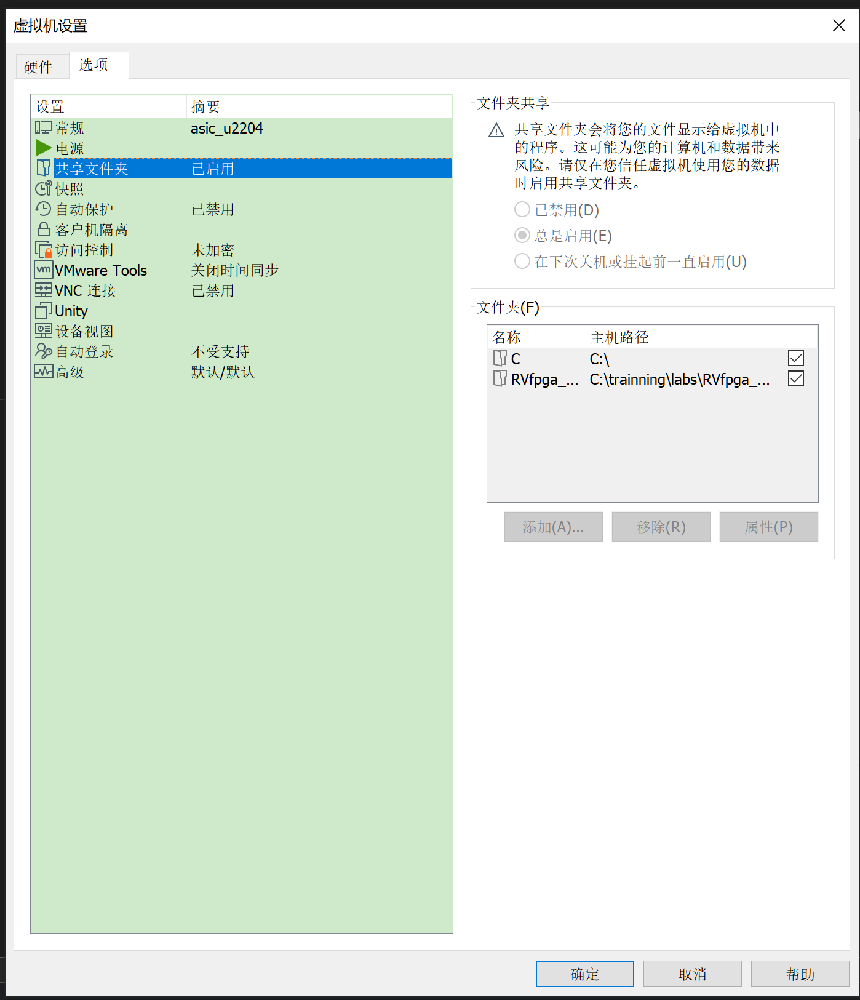 虚拟机设置
硬件
选项
设置 摘要
常规 asic_u2204
电源
共享文件夹 已启用
快照
自动保护 已禁用
客户机隔离
访问控制 未加密
vm VMware Tools 关闭时间同步
VNC 连接 已禁用
Unity
设备视图
自动登录 不受支持
高级 默认/默认
文件夹共享
共享文件夹会将您的文件显示给虚拟机中
的程序。这可能为您的计算机和数据带来
风险。请仅在您信任虚拟机使用您的数据
时启用共享文件夹。
已禁用(D)
总是启用(E)
在下次关机或挂起前一直启用(U)
文件夹(F)
名称 主机路径
C C:\
RVfpga_... C:\trainning\labs\RVfpga_...
添加(A)... 移除(R) 属性(P)
确定 取消 帮助